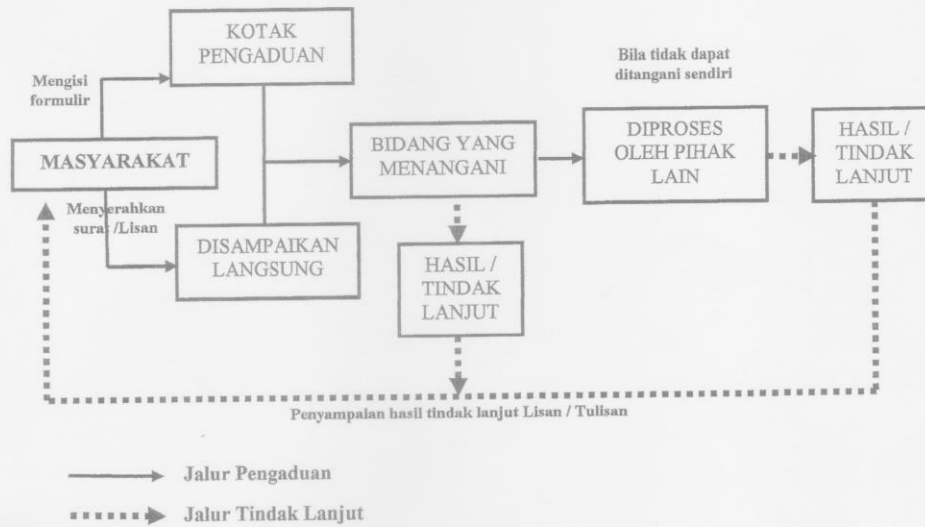 KOTAK
PENGADUAN
Mengisi
formulir
MASYARAKAT
Menyerahkan
surat /Lisan
DISAMPAIKAN
LANGSUNG
BIDANG YANG
MENANGANI
HASIL /
TINDAK
LANJUT
Bila tidak dapat
ditangani sendiri
DIPROSES
OLEH PIHAK
LAIN
HASIL /
TINDAK
LANJUT
Penyampaian hasil tindak lanjut Lisan / Tulisan
Jalur Pengaduan
Jalur Tindak Lanjut